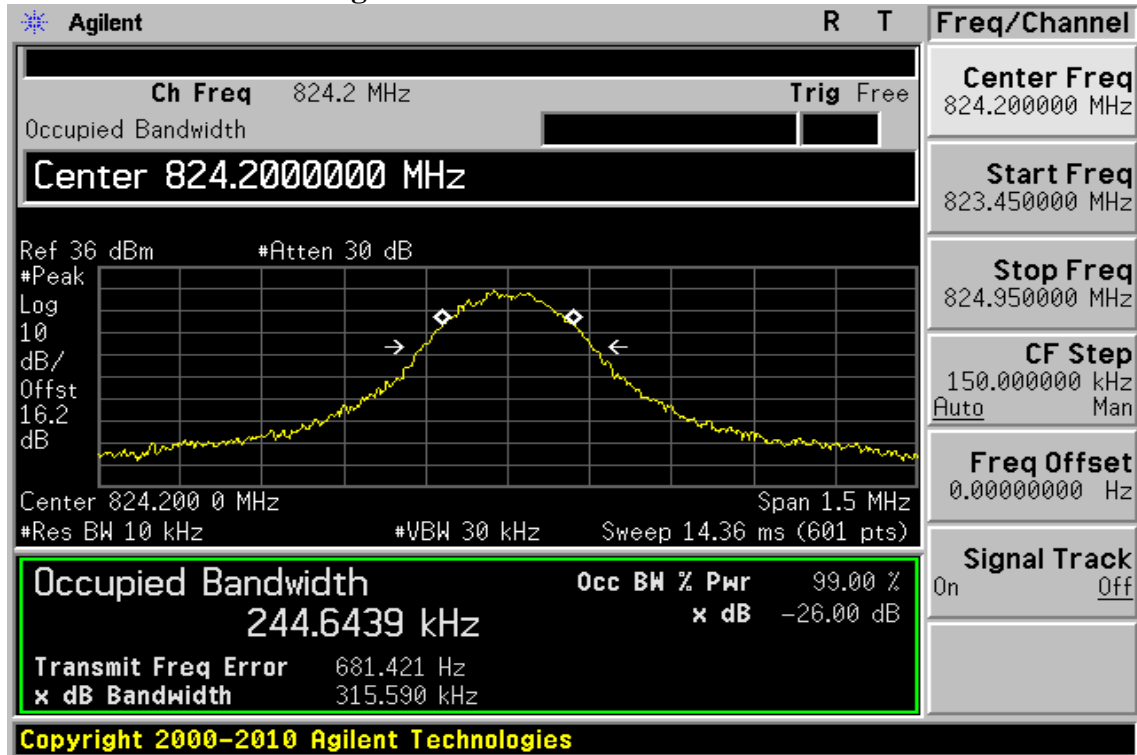 Agilent R T Freq/Channel
Ch Freq 824.2 MHz Trig Free
Occupied Bandwidth
Center 824.2000000 MHz
Ref 36 dBm #Atten 30 dB
#Peak
Log
10
dB/
Offst
16.2
dB
Center 824.200 0 MHz Span 1.5 MHz
#Res BW 10 kHz #VBW 30 kHz Sweep 14.36 ms (601 pts)
Occupied Bandwidth Occ BW % Pwr 99.00 %
244.6439 kHz x dB -26.00 dB
Transmit Freq Error 681.421 Hz
x dB Bandwidth 315.590 kHz
Center Freq
824.200000 MHz
Start Freq
823.450000 MHz
Stop Freq
824.950000 MHz
CF Step
150.000000 kHz
Auto Man
Freq Offset
0.00000000 Hz
Signal Track
On Off
Copyright 2000-2010 Agilent Technologies